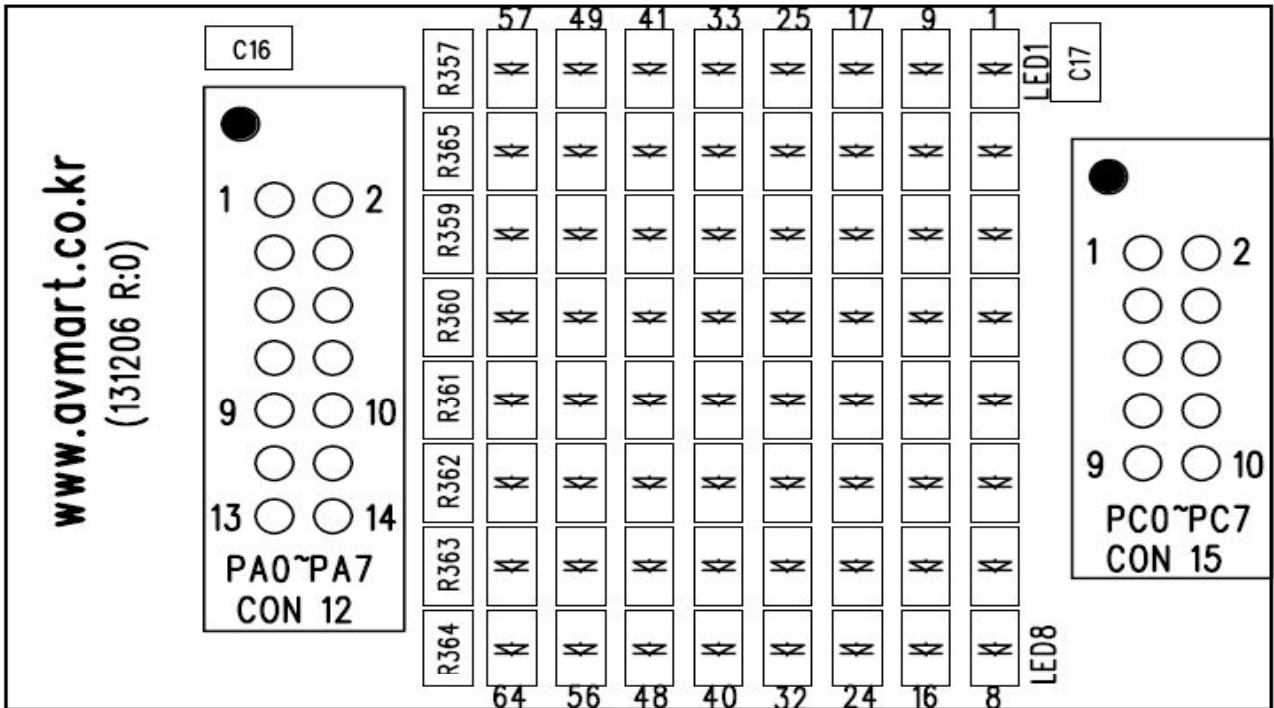 57 49 41 33 25 17 9 1
C16
R357
LED1
C17
R365
www.avmart.co.kr
(131206 R:0)
1 2
R359
1 2
R360
9 10
R361
9 10
R362
13 14
PC0~PC7
CON 15
PA0~PA7
CON 12
R363
R364
LED8
64 56 48 40 32 24 16 8